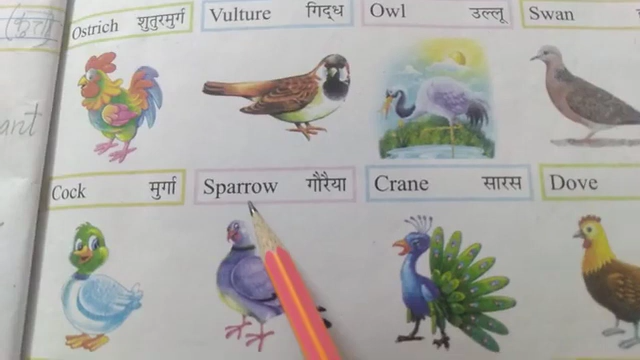 Ostrich शुतुरमुर्ग
Vulture गिद्ध
Owl उल्लू
Swan
Cock मुर्गा
Sparrow गौरैया
Crane सारस
Dove